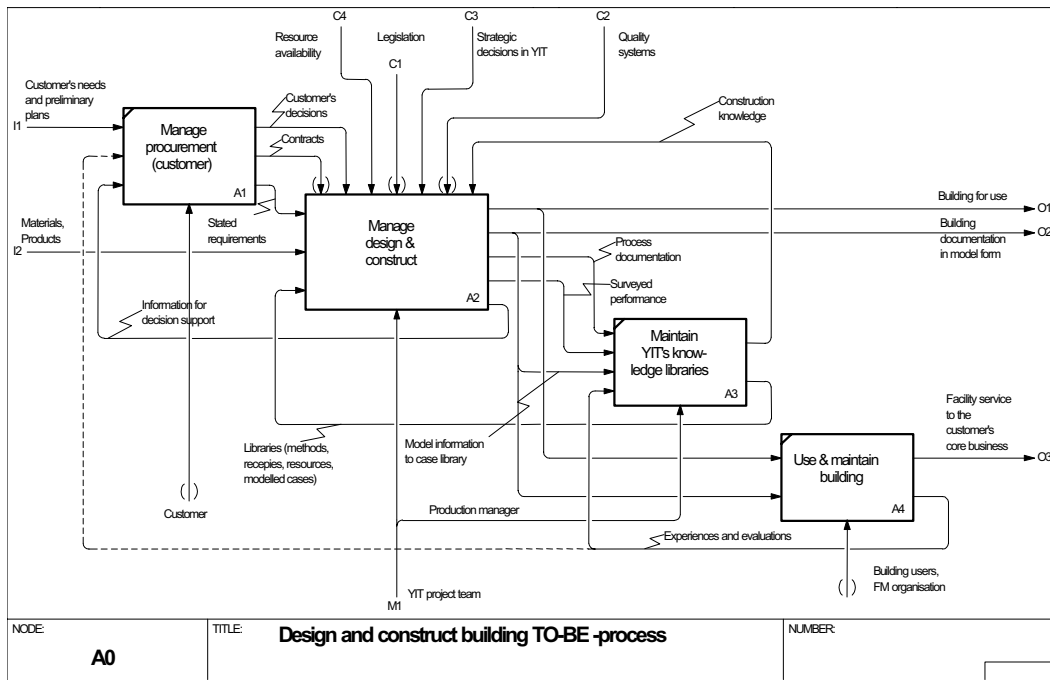 C4
C3
C2
Resource
availability
Legislation
C1
Strategic
decisions in YIT
Quality
systems
Customer's needs
and preliminary
plans
I1
Manage
procurement
(customer)
A1
Customer's
decisions
Contracts
Construction
knowledge
Stated
requirements
Materials,
Products
I2
Manage
design &
construct
A2
Building for use
O1
Building
documentation
in model form
O2
Process
documentation
Surveyed
performance
Information for
decision support
Maintain
YIT's know-
ledge libraries
A3
Libraries (methods,
recepies, resources,
modelled cases)
Model information
to case library
Facility service
to the
customer's
core business
O3
Use & maintain
building
A4
Customer
Production manager
Experiences and evaluations
Building users,
FM organisation
YIT project team
M1
NODE:
A0
TITLE:
Design and construct building TO-BE -process
NUMBER: